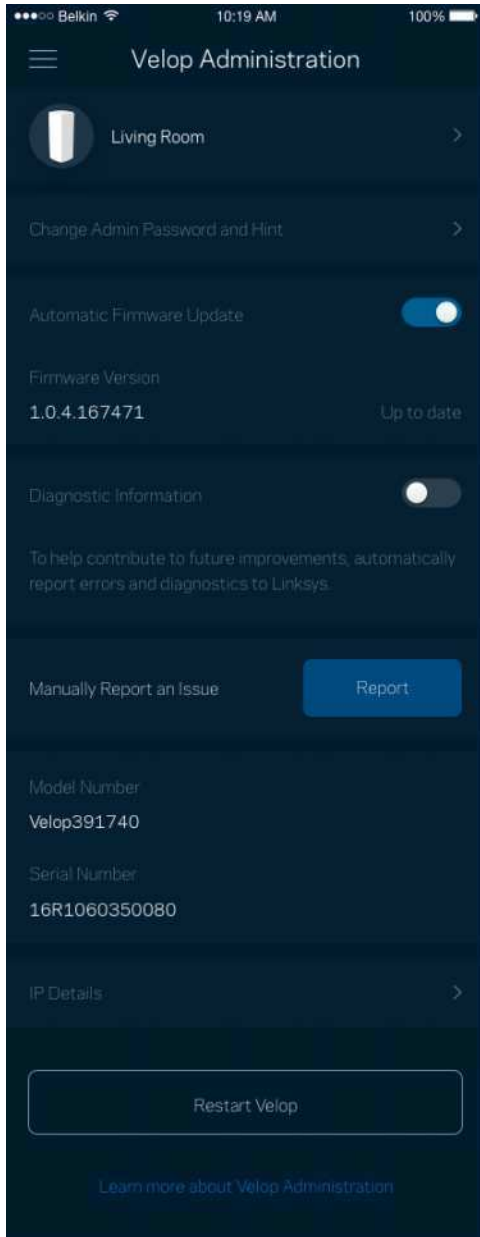 Belkin 10:19 AM 100%
Velop Administration
Living Room
Change Admin Password and Hint
Automatic Firmware Update
Firmware Version
1.0.4.167471 Up to date
Diagnostic Information
To help contribute to future improvements, automatically
report errors and diagnostics to Linksys.
Manually Report an Issue Report
Model Number
Velop391740
Serial Number
16R1060350080
IP Details
Restart Velop
Learn more about Velop Administration